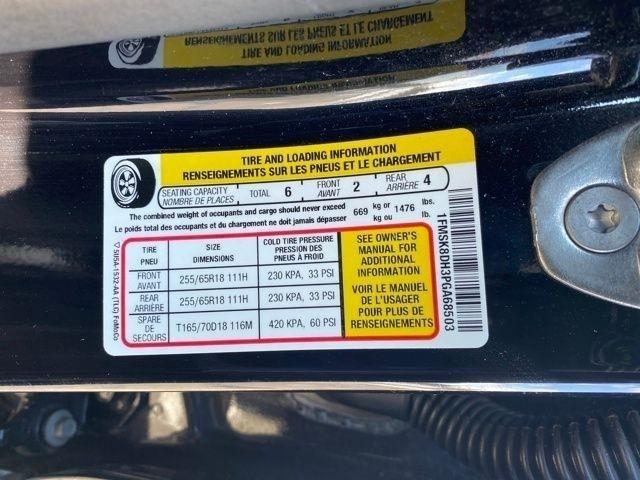 RENSEIGNEMENTS SUR LES PNEUS ET LE CHARGEMENT
TIRE AND LOADING INFORMATION
TIRE AND LOADING INFORMATION
RENSEIGNEMENTS SUR LES PNEUS ET LE CHARGEMENT
SEATING CAPACITY
NOMBRE DE PLACES
TOTAL 6
FRONT
AVANT 2
REAR
ARRIÈRE 4
The combined weight of occupants and cargo should never exceed 669 kg or 1476 lbs.
Le poids total des occupants et du chargement ne doit jamais dépasser kg ou lb.
TIRE
PNEU
SIZE
DIMENSIONS
COLD TIRE PRESSURE
PRESSION DES
PNEUS À FROID
FRONT
AVANT
255/65R18 111H
230 KPA, 33 PSI
REAR
ARRIÈRE
255/65R18 111H
230 KPA, 33 PSI
SPARE
DE
SECOURS
T165/70D18 116M
420 KPA, 60 PSI
SEE OWNER'S
MANUAL FOR
ADDITIONAL
INFORMATION
VOIR LE MANUEL
DE L'USAGER
POUR PLUS DE
RENSEIGNEMENTS
1FMSK8DH3PGA68503
(TLG) FoMoCo